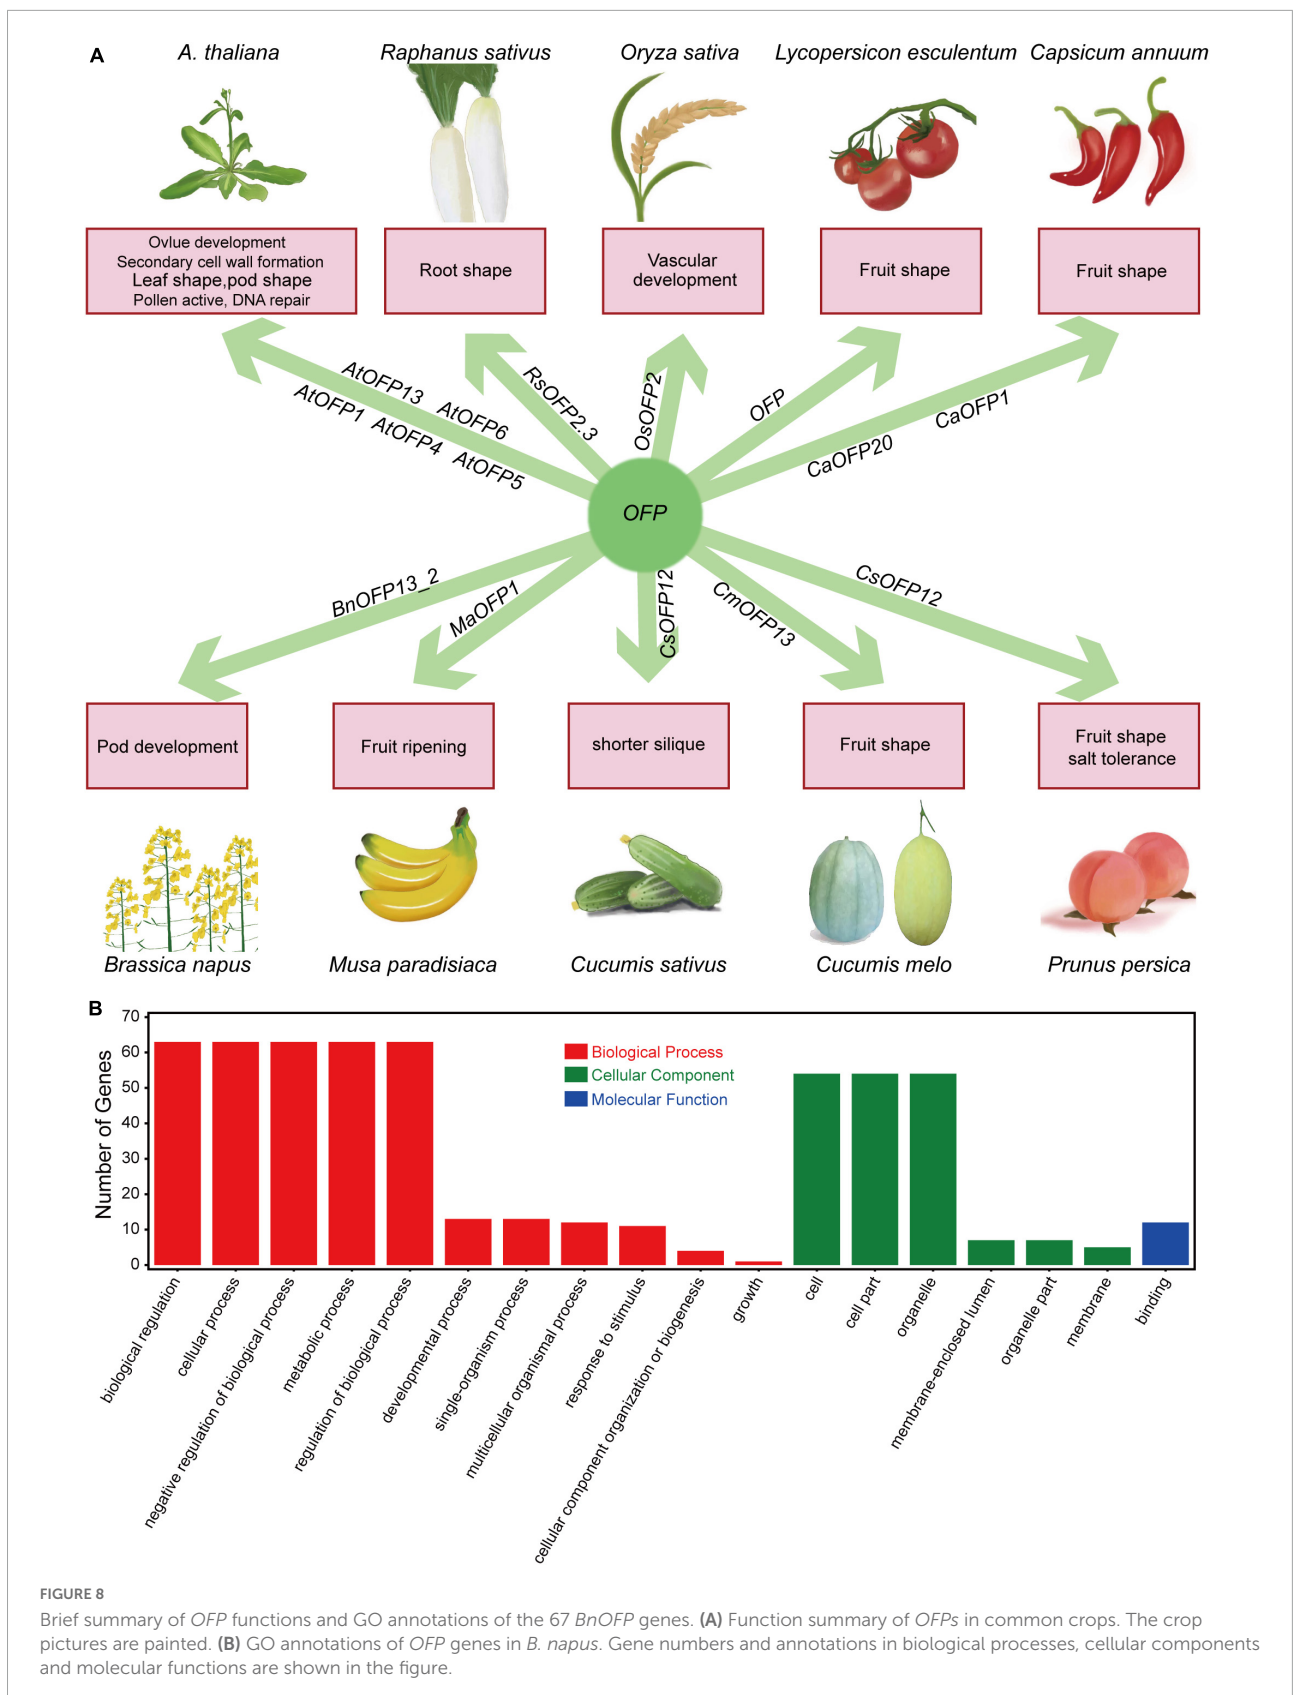 A
A. thaliana
Raphanus sativus
Oryza sativa
Lycopersicon esculentum
Capsicum annuum
Ovlue development
Secondary cell wall formation
Leaf shape,pod shape
Pollen active, DNA repair
Root shape
Vascular
development
Fruit shape
Fruit shape
AtOFP13
AtOFP6
AtOFP1
AtOFP4
AtOFP5
RsOFP2.3
OsOFP2
OFP
CaOFP20
CaOFP1
OFP
BnOFP13_2
MaOFP1
CsOFP12
CmOFP13
CsOFP12
Pod development
Fruit ripening
shorter silique
Fruit shape
Fruit shape
salt tolerance
Brassica napus
Musa paradisiaca
Cucumis sativus
Cucumis melo
Prunus persica
B
Number of Genes
70
60
50
40
30
20
10
0
Biological Process
Cellular Component
Molecular Function
biological regulation
cellular process
negative regulation of biological process
metabolic process
regulation of biological process
developmental process
single-organism process
multicellular organismal process
response to stimulus
cellular component organization or biogenesis
growth
cell
cell part
organelle
membrane-enclosed lumen
organelle part
membrane
binding
FIGURE 8
Brief summary of OFP functions and GO annotations of the 67 BnOFP genes. (A) Function summary of OFPs in common crops. The crop
pictures are painted. (B) GO annotations of OFP genes in B. napus. Gene numbers and annotations in biological processes, cellular components
and molecular functions are shown in the figure.